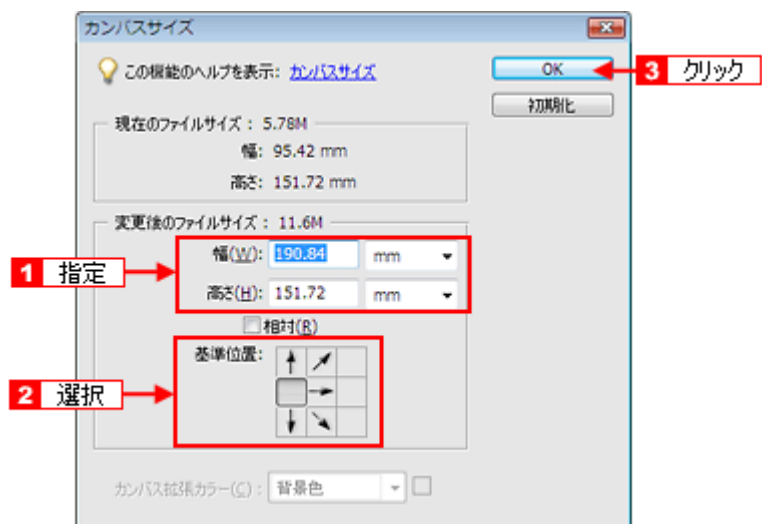 カンバスサイズ
この機能のヘルプを表示: カンバスサイズ
OK
3 クリック
初期化
現在のファイルサイズ : 5.78M
幅: 95.42 mm
高さ: 151.72 mm
変更後のファイルサイズ : 11.6M
1 指定
幅(W): 190.84 mm
高さ(H): 151.72 mm
相対(R)
2 選択
基準位置:
カンバス拡張カラー(C) : 背景色